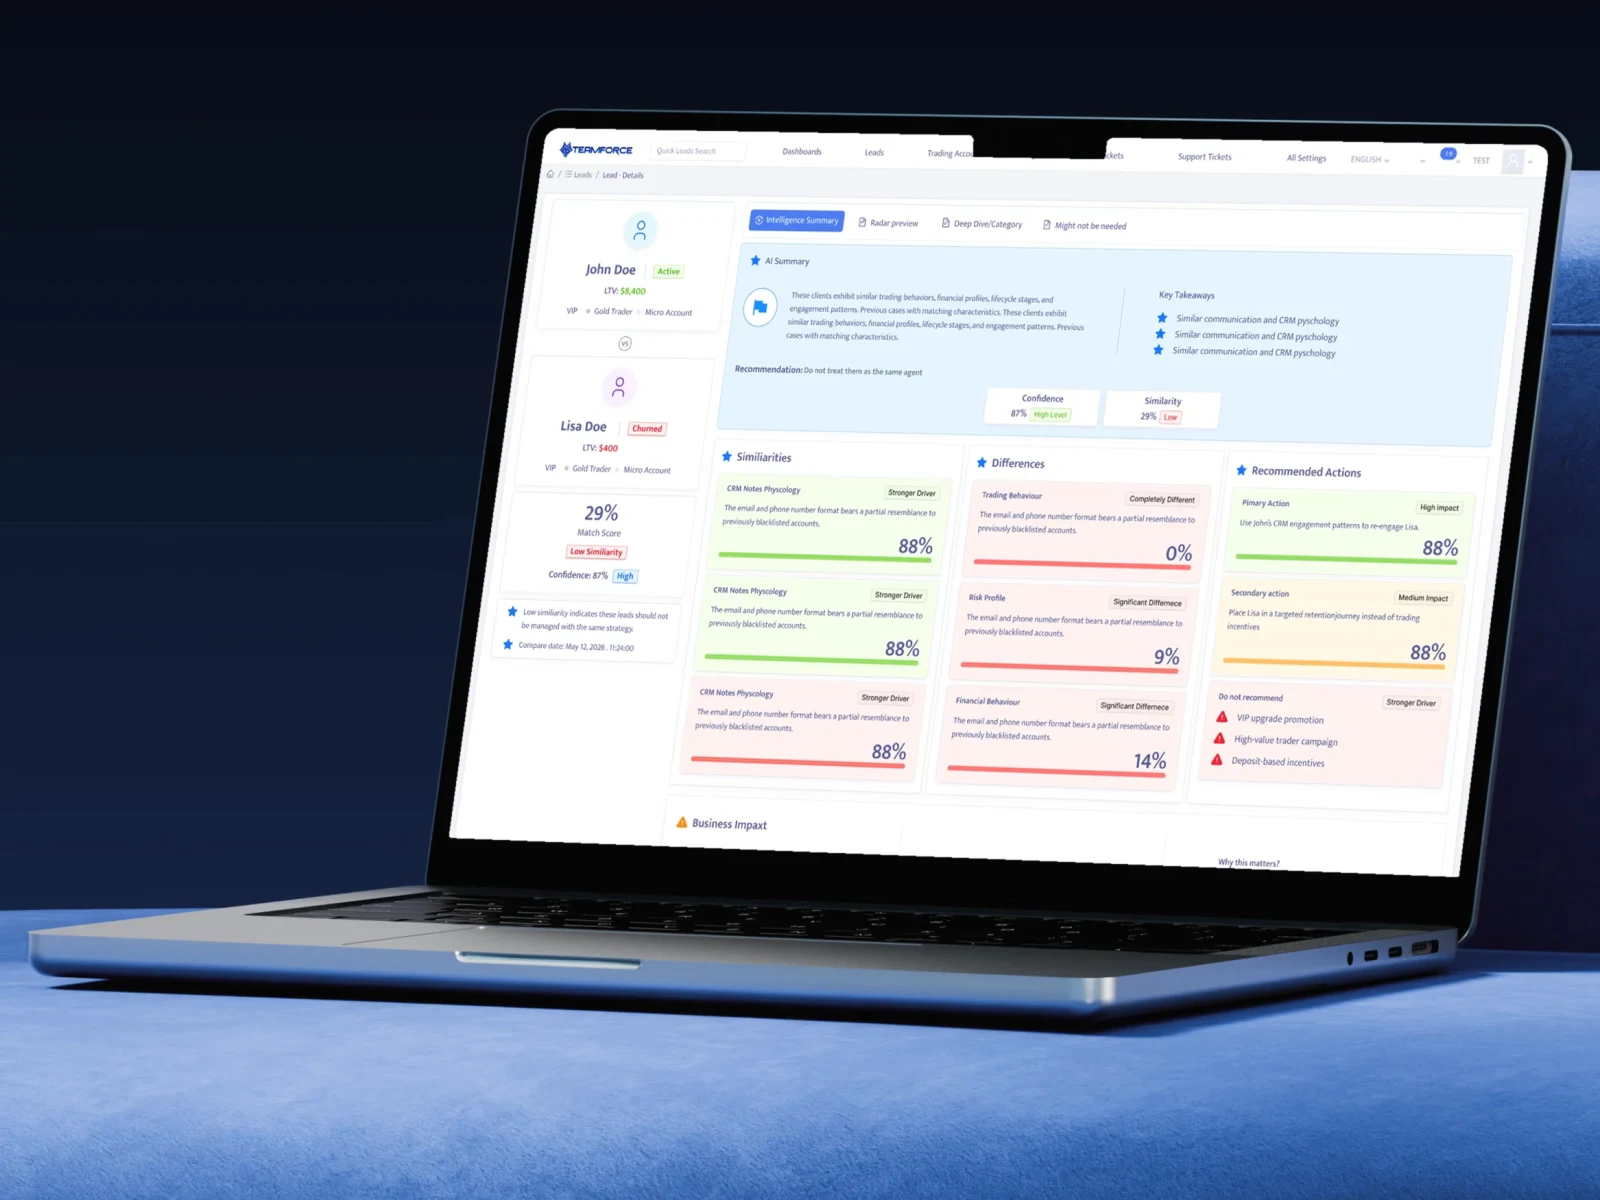 TEAMFORCE
Quick Leads Search
Dashboards
Leads
Trading Accou
ckets
Support Tickets
All Settings
ENGLISH
19
TEST
/ Leads / Lead - Details
John Doe
Active
LTV: $8,400
VIP Gold Trader Micro Account
VS
Lisa Doe
Churned
LTV: $400
VIP Gold Trader Micro Account
29%
Match Score
Low Similiarity
Confidence: 87% High
Low similiarity indicates these leads should not
be managed with the same strategy.
Compare date: May 12, 2026 . 11:24:00
Intelligence Summary
Radar preview
Deep Dive/Category
Might not be needed
AI Summary
These clients exhibit similar trading behaviors, financial profiles, lifecycle stages, and
engagement patterns. Previous cases with matching characteristics. These clients exhibit
similar trading behaviors, financial profiles, lifecycle stages, and engagement patterns. Previous
cases with matching characteristics.
Recommendation: Do not treat them as the same agent
Key Takeaways
Similar communication and CRM pyschology
Similar communication and CRM pyschology
Similar communication and CRM pyschology
Confidence
87% High Level
Similarity
29% Low
Similiarities
CRM Notes Physcology
Stronger Driver
The email and phone number format bears a partial resemblance to
previously blacklisted accounts.
88%
CRM Notes Physcology
Stronger Driver
The email and phone number format bears a partial resemblance to
previously blacklisted accounts.
88%
CRM Notes Physcology
Stronger Driver
The email and phone number format bears a partial resemblance to
previously blacklisted accounts.
88%
Differences
Trading Behaviour
Completely Different
The email and phone number format bears a partial resemblance to
previously blacklisted accounts.
0%
Risk Profile
Significant Differnece
The email and phone number format bears a partial resemblance to
previously blacklisted accounts.
9%
Financial Behaviour
Significant Differnece
The email and phone number format bears a partial resemblance to
previously blacklisted accounts.
14%
Recommended Actions
Pimary Action
High Impact
Use John's CRM engagement patterns to re-engage Lisa.
88%
Secondary action
Medium Impact
Place Lisa in a targeted retentionjourney instead of trading
incentives
88%
Do not recommend
Stronger Driver
VIP upgrade promotion
High-value trader campaign
Deposit-based incentives
Business Impaxt
Why this matters?